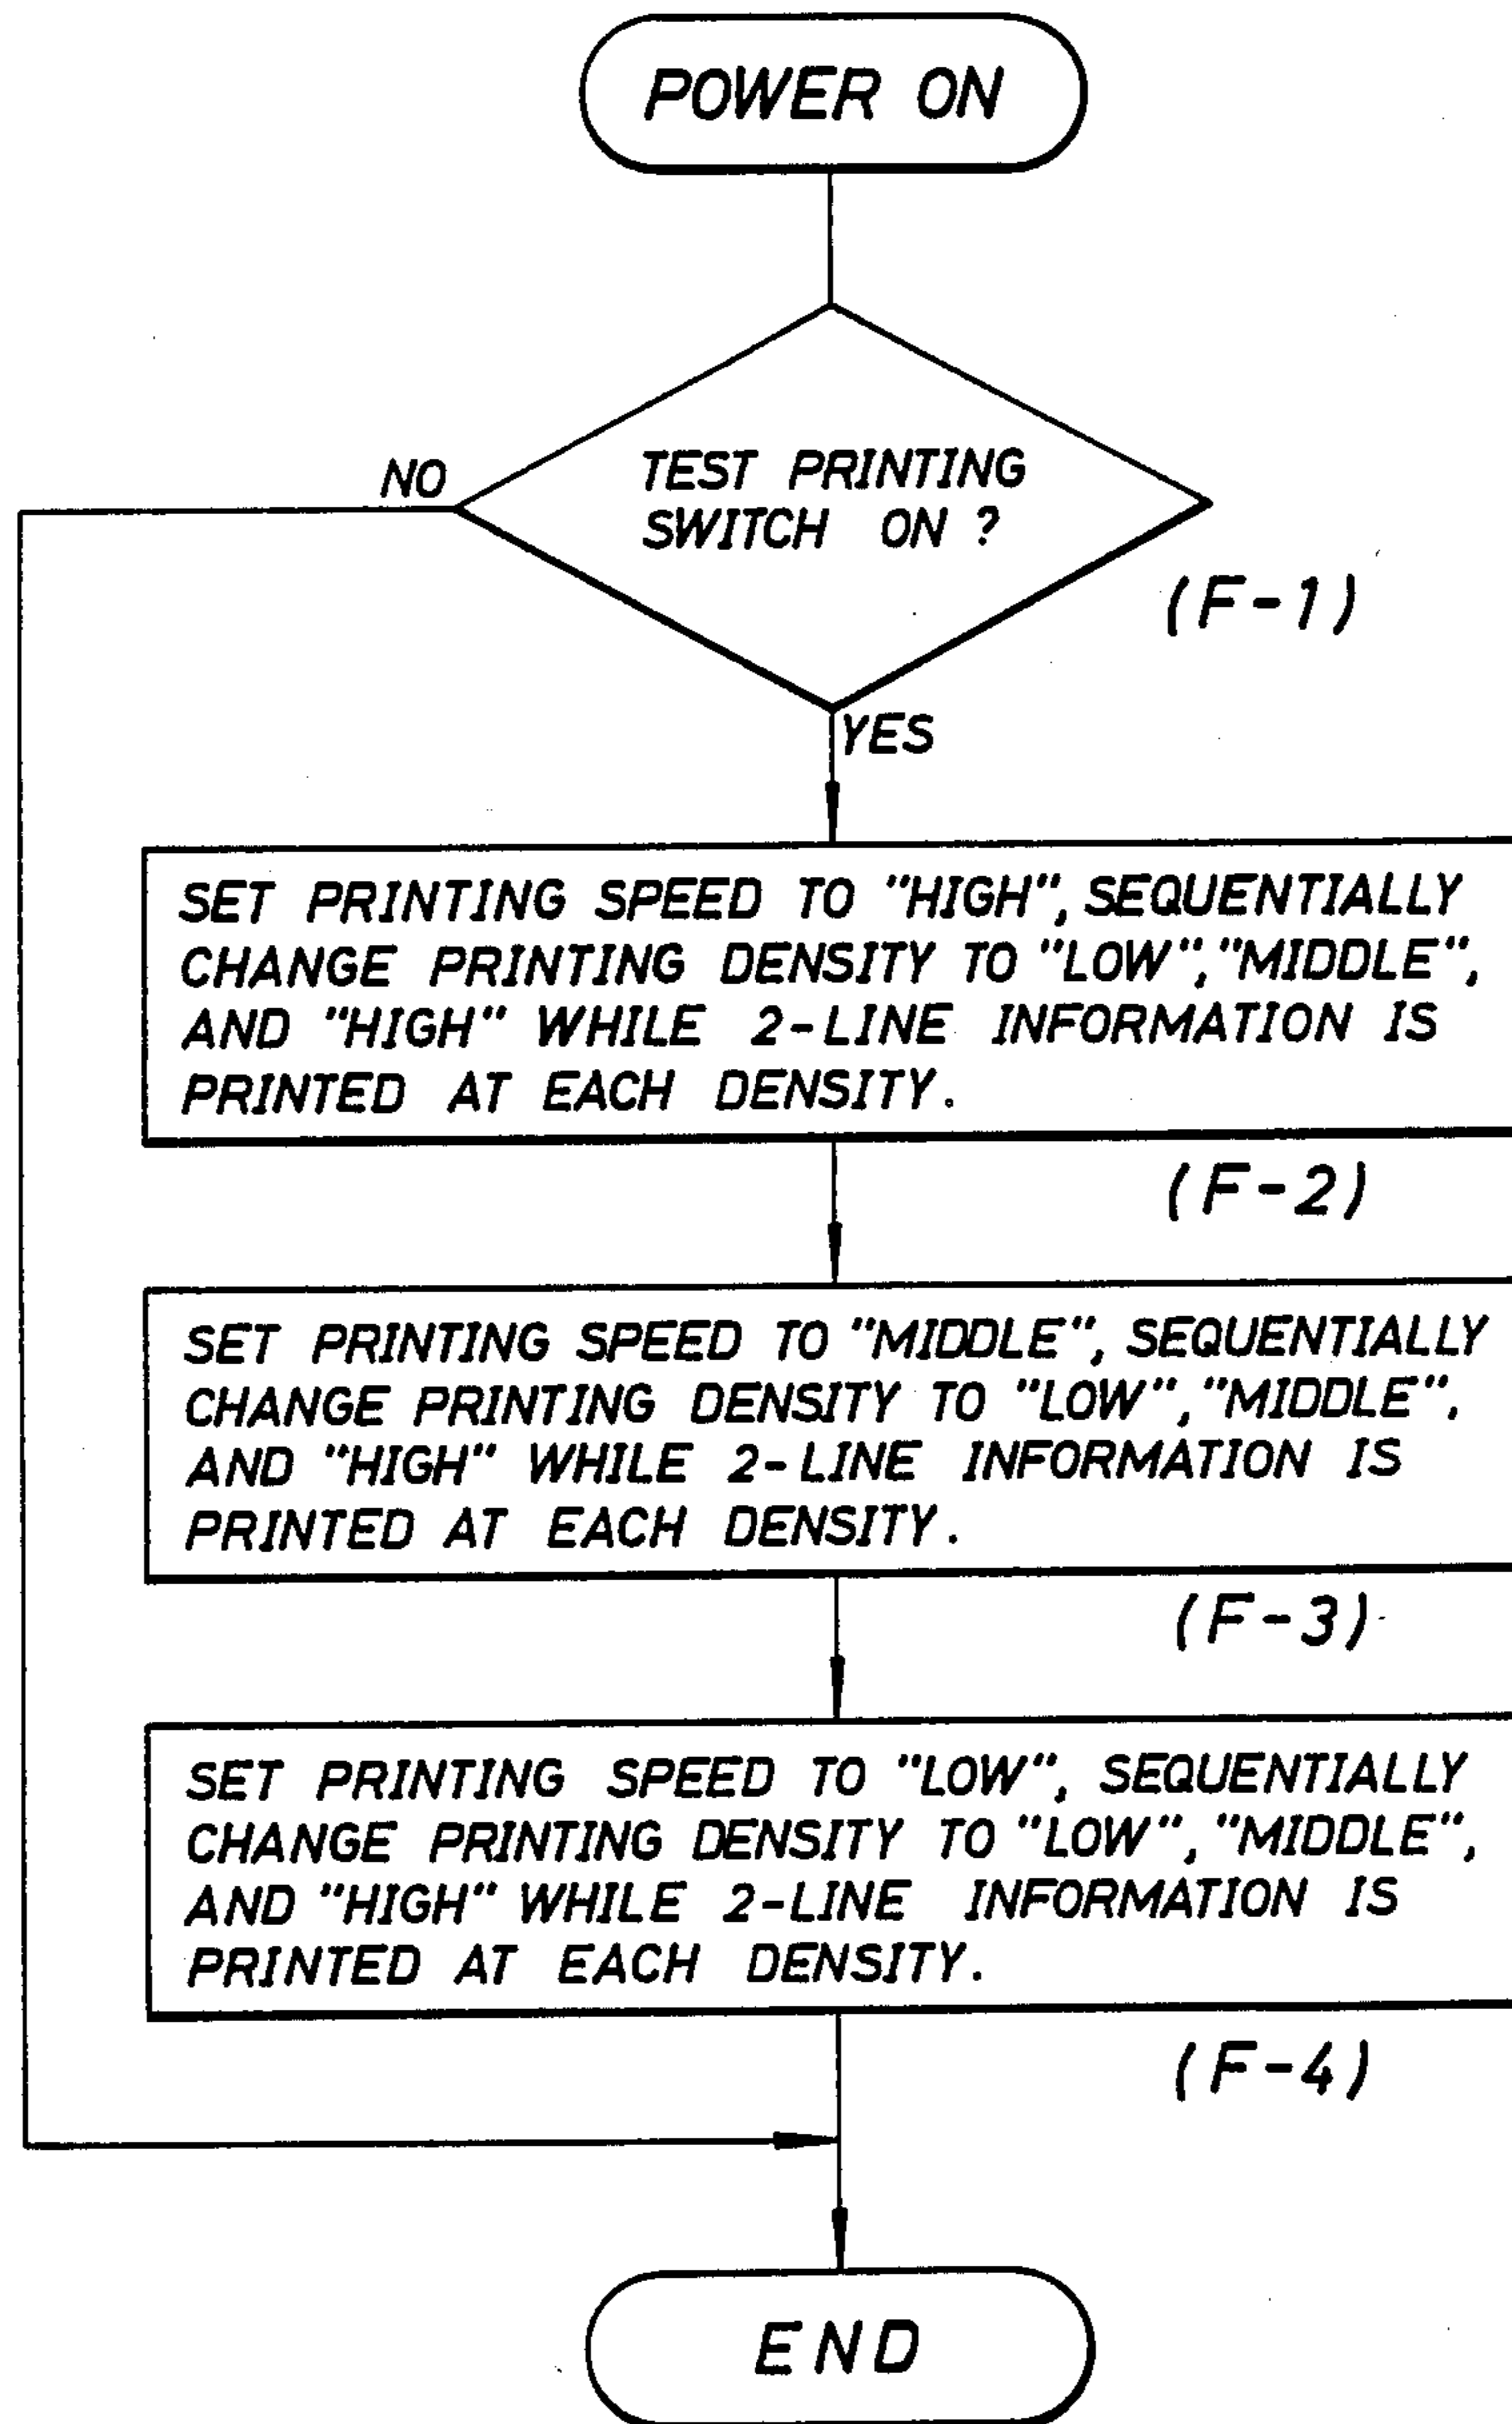 POWER ON
TEST PRINTING
SWITCH ON ?
NO
(F-1)
YES
SET PRINTING SPEED TO "HIGH", SEQUENTIALLY
CHANGE PRINTING DENSITY TO "LOW", "MIDDLE",
AND "HIGH" WHILE 2-LINE INFORMATION IS
PRINTED AT EACH DENSITY.
(F-2)
SET PRINTING SPEED TO "MIDDLE", SEQUENTIALLY
CHANGE PRINTING DENSITY TO "LOW", "MIDDLE",
AND "HIGH" WHILE 2-LINE INFORMATION IS
PRINTED AT EACH DENSITY.
(F-3)
SET PRINTING SPEED TO "LOW", SEQUENTIALLY
CHANGE PRINTING DENSITY TO "LOW", "MIDDLE",
AND "HIGH" WHILE 2-LINE INFORMATION IS
PRINTED AT EACH DENSITY.
(F-4)
END